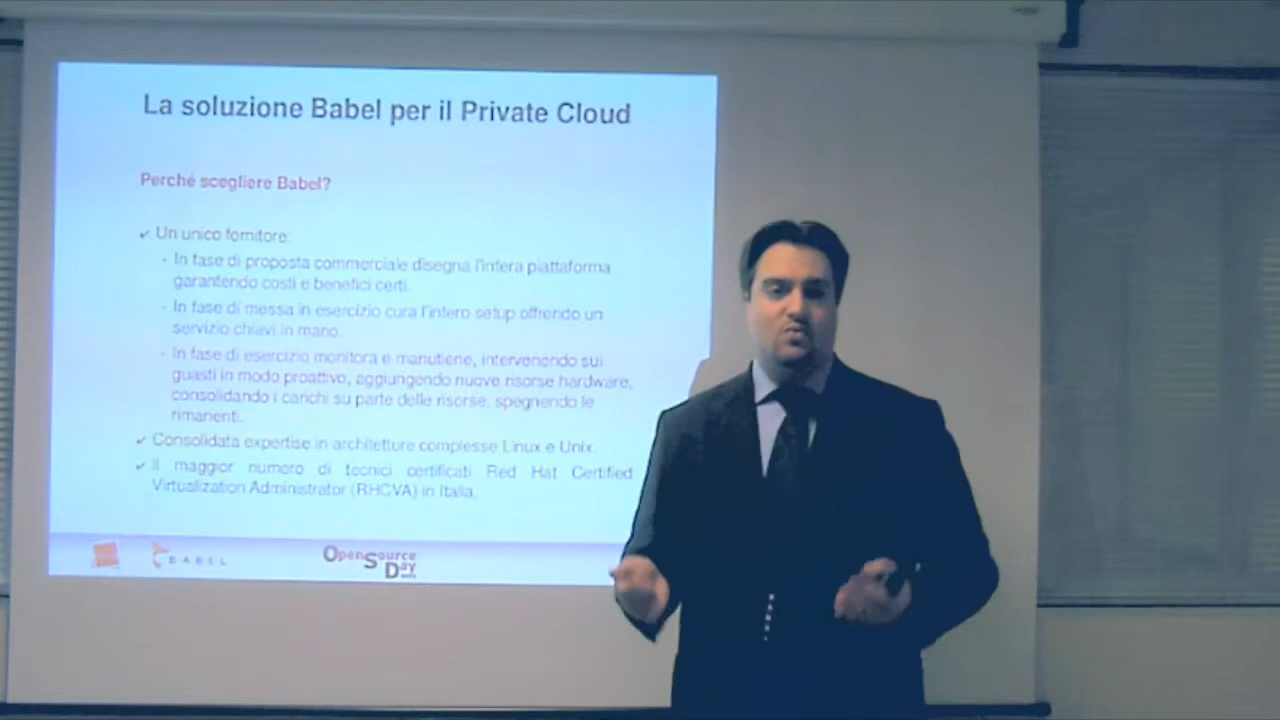 La soluzione Babel per il Private Cloud
Perché scegliere Babel?
✔ Un unico fornitore:
- In fase di proposta commerciale disegna l'intera piattaforma
garantendo costi e benefici certi.
- In fase di messa in esercizio cura l'intero setup offrendo un
servizio chiavi in mano.
- In fase di esercizio monitora e manutiene, intervenendo sui
guasti in modo proattivo, aggiungendo nuove risorse hardware,
consolidando i carichi su parte delle risorse, spegnendo le
rimanenti.
✔ Consolidata expertise in architetture complesse Linux e Unix.
✔ Il maggior numero di tecnici certificati Red Hat Certified
Virtualization Administrator (RHCVA) in Italia.
BABEL
OpenSource
Day